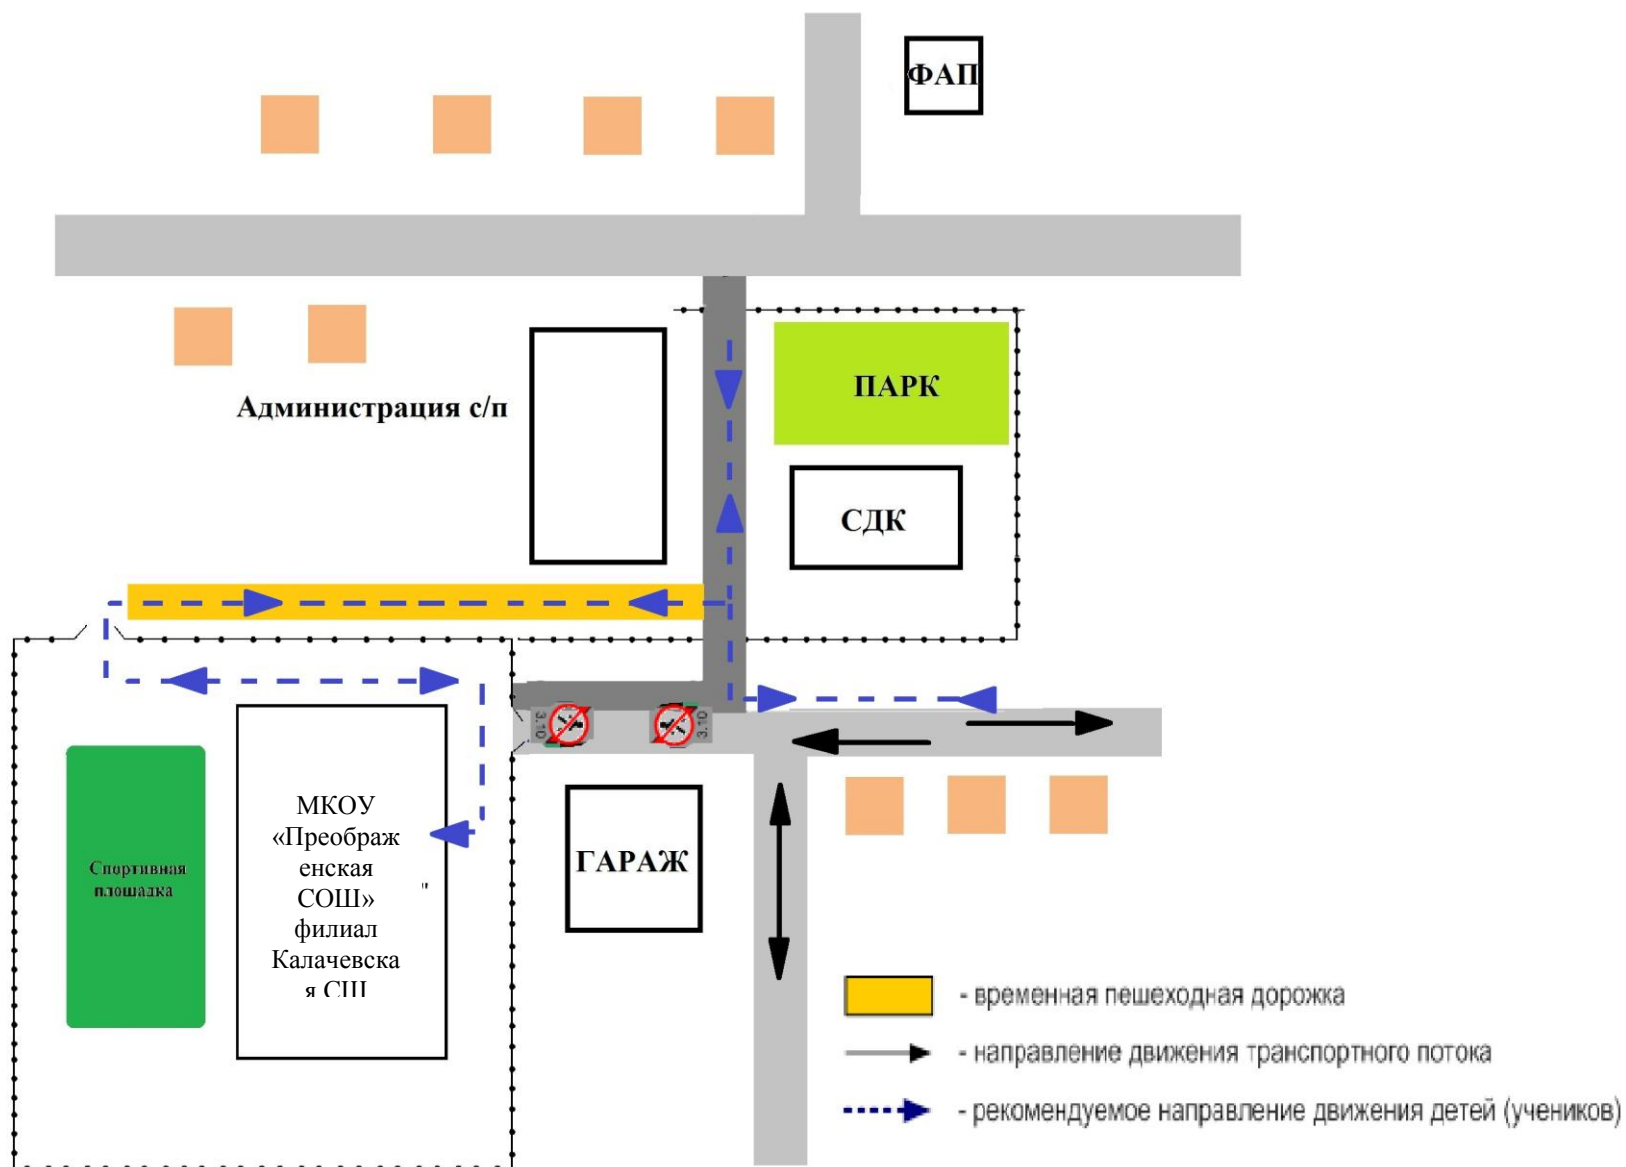 ФАП
ПАРК
Администрация с/п
СДК
3.10
3.10
МКОУ
«Преображ
енская
СОШ»
"
филиал
Калачевска
я СШ
Спортивная
площадка
ГАРАЖ
- временная пешеходная дорожка
- направление движения транспортного потока
- рекомендуемое направление движения детей (учеников)